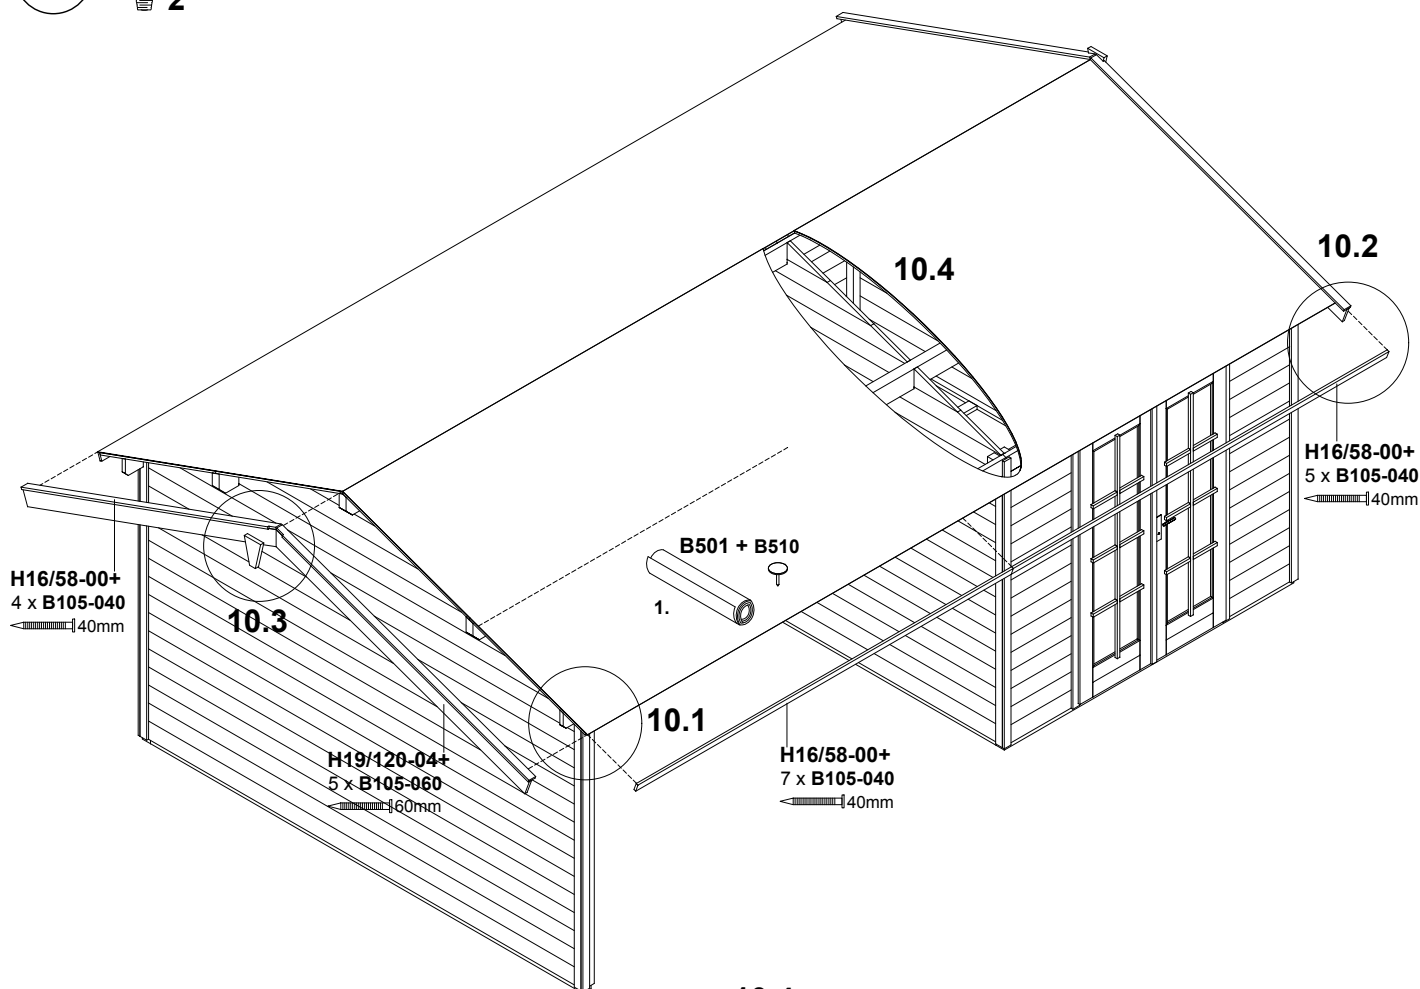 2
10.2
10.4
H16/58-00+
5 x B105-040
40mm
B501 + B510
1.
H16/58-00+
4 x B105-040
40mm
10.3
10.1
H19/120-04+
5 x B105-060
60mm
H16/58-00+
7 x B105-040
40mm